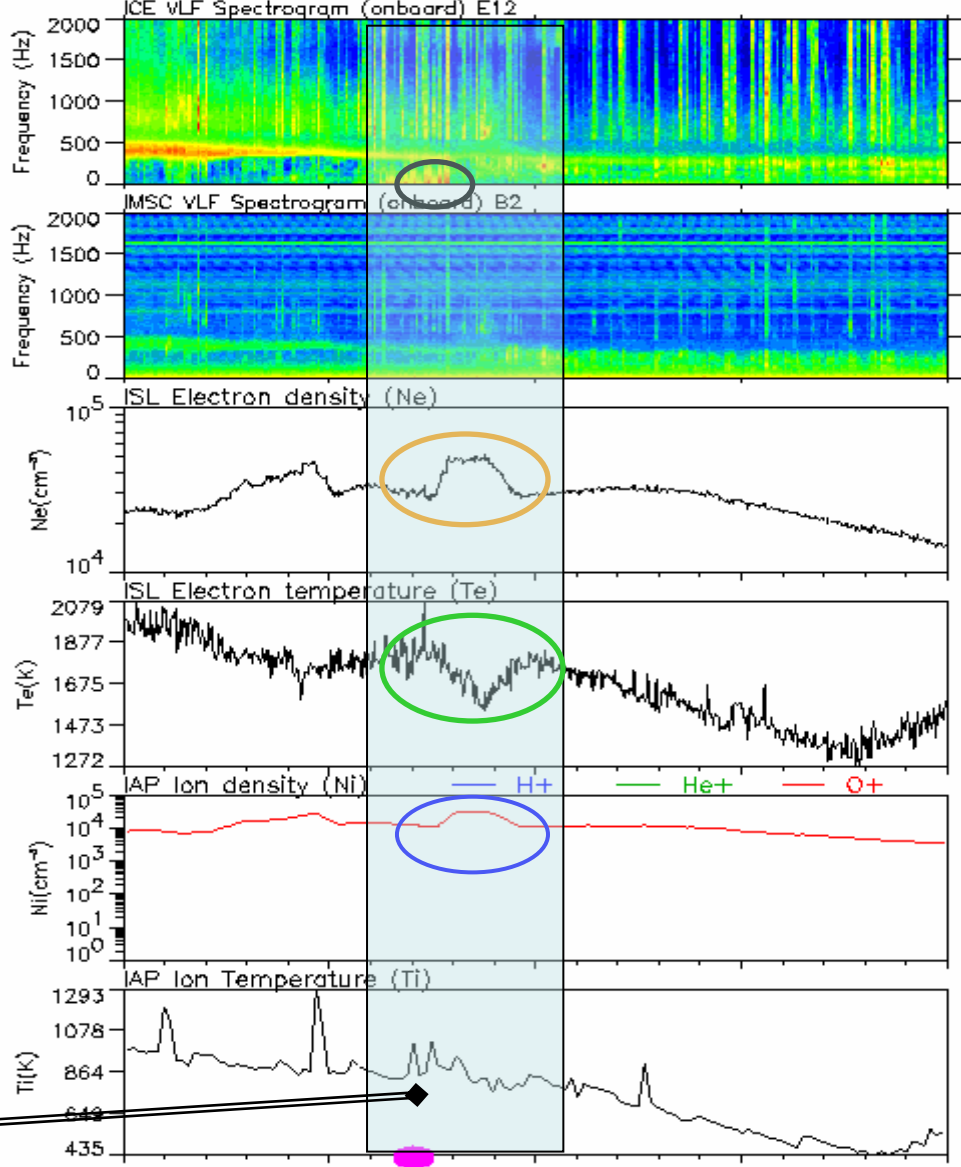 ICE VLF Spectrogram (onboard) E12
2000
1500
1000
500
0
Frequency (Hz)
IMSC VLF Spectrogram (onboard) B2
2000
1500
1000
500
0
Frequency (Hz)
ISL Electron density (Ne)
10⁵
10⁴
Ne(cm⁻³)
ISL Electron temperature (Te)
2079
1877
1675
1473
1272
Te(K)
IAP Ion density (Ni) H+ He+ O+
10⁵
10⁴
10³
10²
10¹
10⁰
Ni(cm⁻³)
IAP Ion Temperature (Ti)
1293
1078
864
649
435
Ti(K)